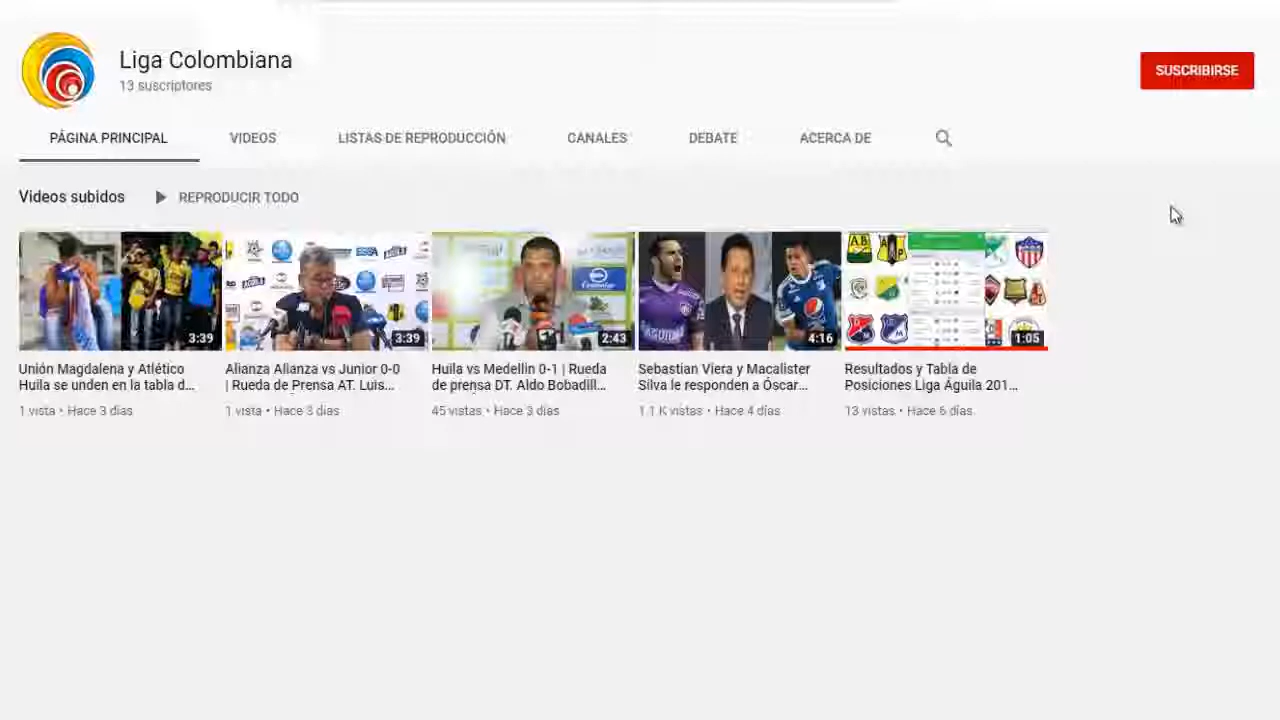 Liga Colombiana
13 suscriptores
SUSCRIBIRSE
PÁGINA PRINCIPAL
VIDEOS
LISTAS DE REPRODUCCIÓN
CANALES
DEBATE
ACERCA DE
Videos subidos
REPRODUCIR TODO
3:39
3:39
2:43
4:16
1:05
Unión Magdalena y Atlético
Huila se unden en la tabla d...
1 vista • Hace 3 días
Alianza Alianza vs Junior 0-0
| Rueda de Prensa AT. Luis...
1 vista • Hace 3 días
Huila vs Medellin 0-1 | Rueda
de prensa DT. Aldo Bobadill...
45 vistas • Hace 3 días
Sebastian Viera y Macalister
Silva le responden a Óscar...
1.1 K vistas • Hace 4 días
Resultados y Tabla de
Posiciones Liga Águila 201...
13 vistas • Hace 6 días